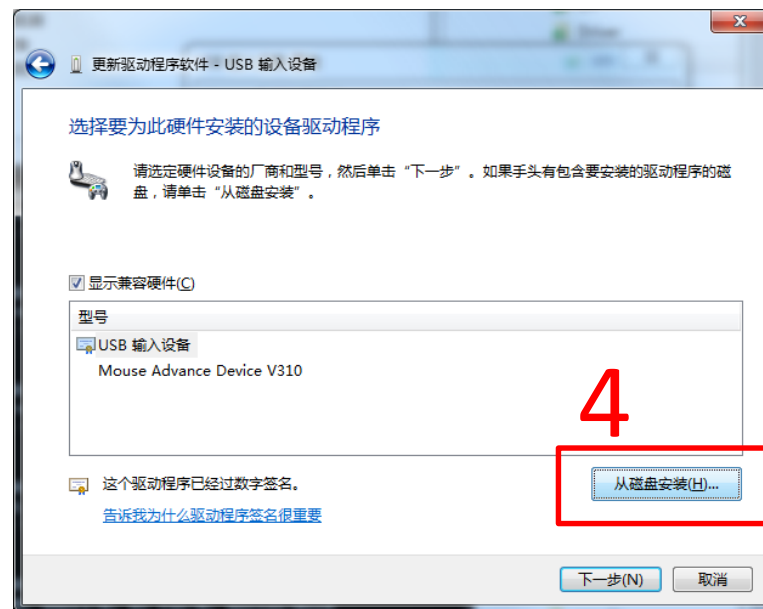 更新驱动程序软件 - USB 输入设备
选择要为此硬件安装的设备驱动程序
请选定硬件设备的厂商和型号，然后单击“下一步”。如果手头有包含要安装的驱动程序的磁
盘，请单击“从磁盘安装”。
显示兼容硬件(C)
型号
USB 输入设备
Mouse Advance Device V310
4
这个驱动程序已经过数字签名。
从磁盘安装(H)...
告诉我为什么驱动程序签名很重要
下一步(N)
取消